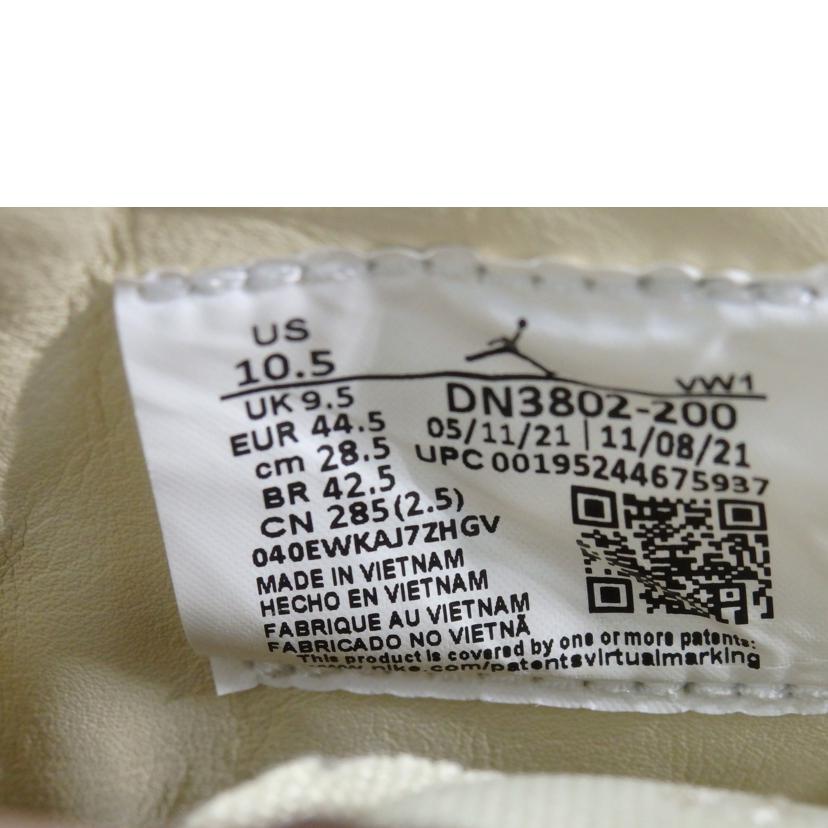 US
10.5
VW1
UK 9.5
DN3802-200
EUR 44.5
05/11/21 | 11/08/21
cm 28.5
UPC 00195244675937
BR 42.5
CN 285(2.5)
040EWKAJ7ZHGV
MADE IN VIETNAM
HECHO EN VIETNAM
FABRIQUE AU VIETNAM
FABRICADO NO VIETNÃ
This product is covered by one or more patents:
www.nike.com/patentsvirtualmarking